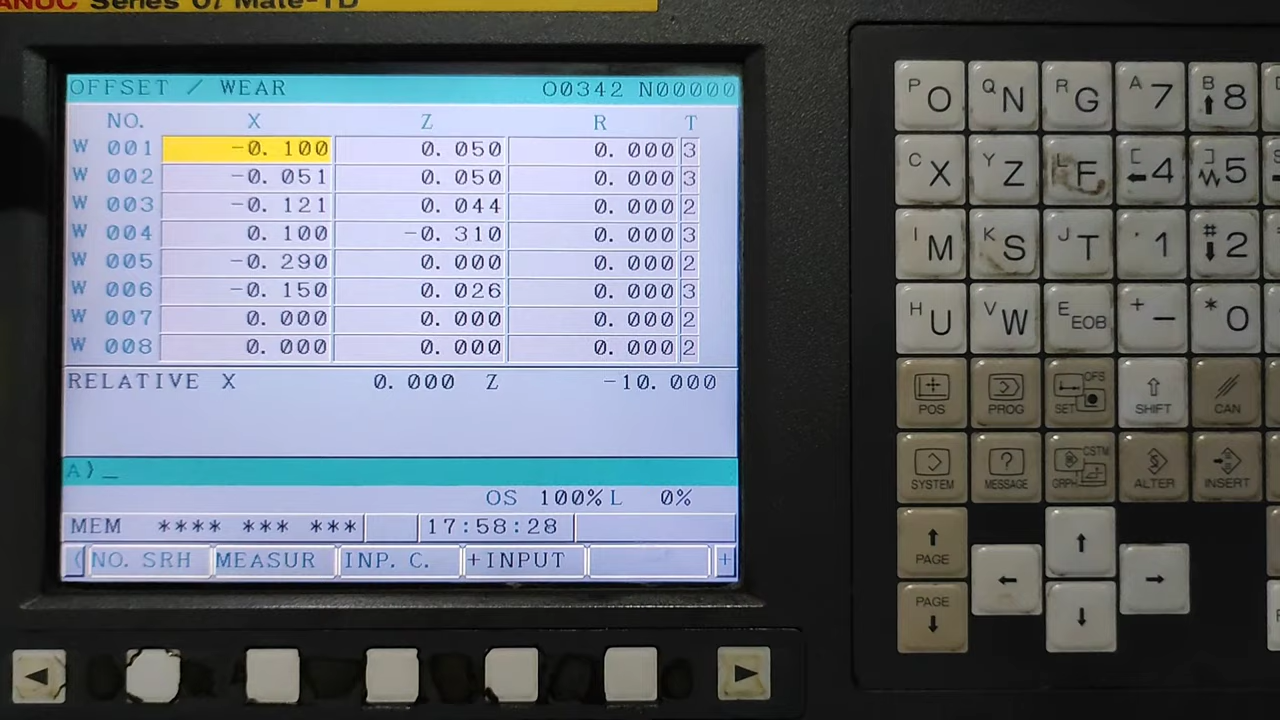 FANUC Series 0i Mate-TD
OFFSET / WEAR O0342 N00000
NO. X Z R T
W 001 -0.100 0.050 0.000 3
W 002 -0.051 0.050 0.000 3
W 003 -0.121 0.044 0.000 2
W 004 0.100 -0.310 0.000 3
W 005 -0.290 0.000 0.000 2
W 006 -0.150 0.026 0.000 3
W 007 0.000 0.000 0.000 2
W 008 0.000 0.000 0.000 2
RELATIVE X 0.000 Z -10.000
A)_
OS 100% L 0%
MEM **** *** *** 17:58:28
( NO. SRH MEASUR INP. C. +INPUT +
P O Q N R G A 7 B 8
C X Y Z L F [ 4 ] 5
I M K S J T , 1 # 2
H U V W E EOB + - * 0
POS PROG OFS SET SHIFT CAN
SYSTEM ? MESSAGE CSTM GRPH ALTER INSERT
PAGE
PAGE